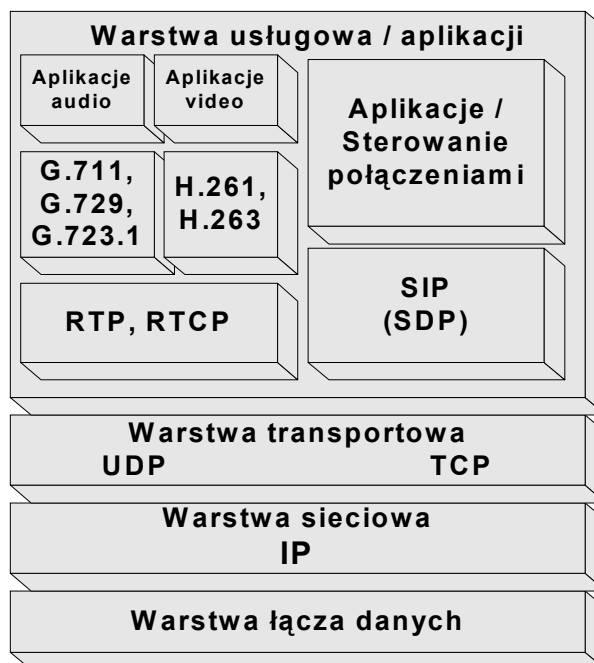 Warstwa usługowa / aplikacji
Aplikacje
audio
Aplikacje
video
Aplikacje /
Sterowanie
połączeniami
G.711,
G.729,
G.723.1
H.261,
H.263
RTP, RTCP
SIP
(SDP)
Warstwa transportowa
UDP TCP
Warstwa sieciowa
IP
Warstwa łącza danych